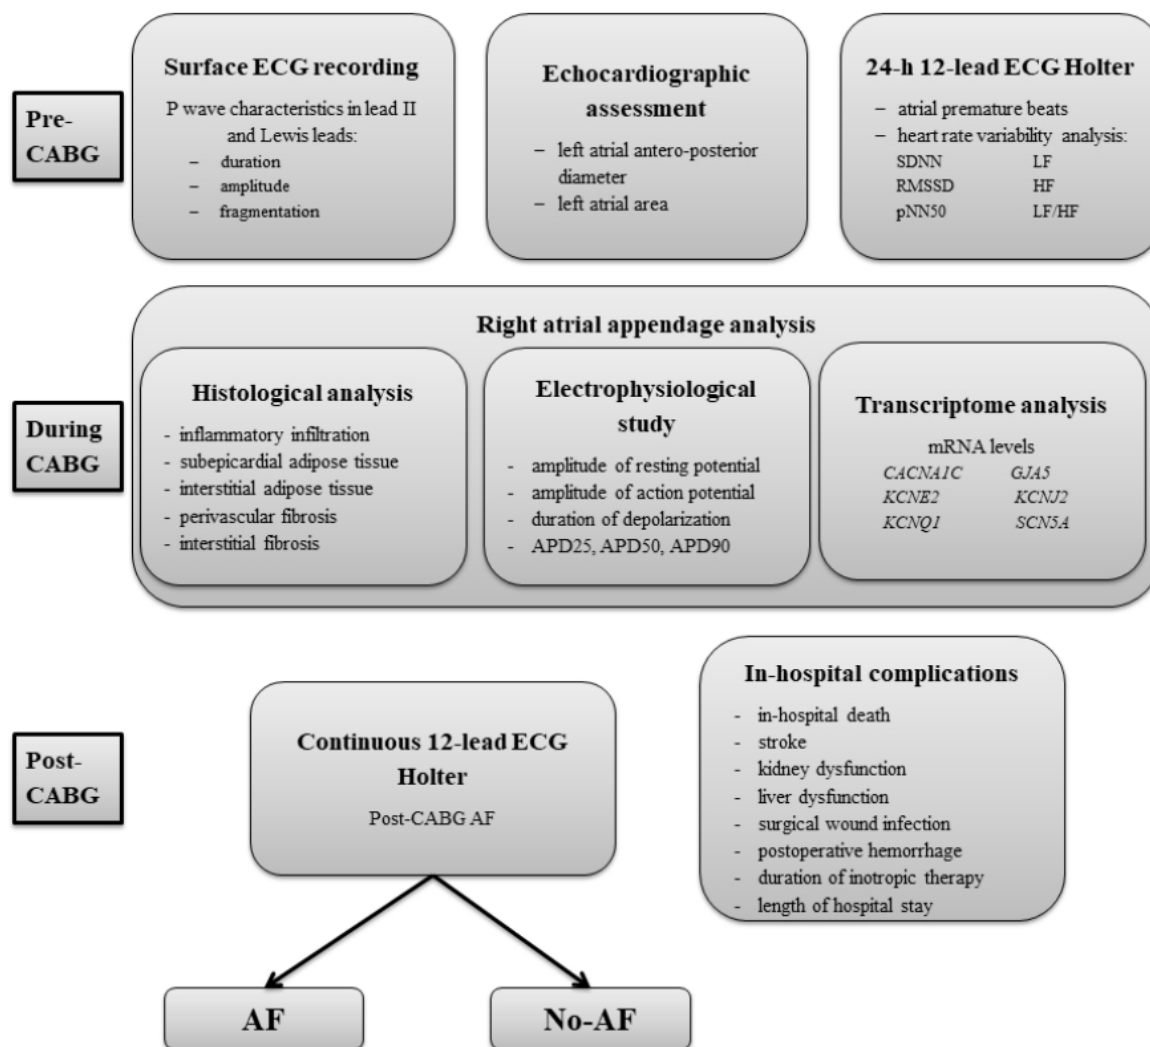 Pre-
CABG
Surface ECG recording
P wave characteristics in lead II
and Lewis leads:
– duration
– amplitude
– fragmentation
Echocardiographic
assessment
– left atrial antero-posterior
diameter
– left atrial area
24-h 12-lead ECG Holter
– atrial premature beats
– heart rate variability analysis:
SDNN LF
RMSSD HF
pNN50 LF/HF
During
CABG
Right atrial appendage analysis
Histological analysis
- inflammatory infiltration
- subepicardial adipose tissue
- interstitial adipose tissue
- perivascular fibrosis
- interstitial fibrosis
Electrophysiological
study
- amplitude of resting potential
- amplitude of action potential
- duration of depolarization
- APD25, APD50, APD90
Transcriptome analysis
mRNA levels
CACNA1C GJA5
KCNE2 KCNJ2
KCNQ1 SCN5A
Post-
CABG
Continuous 12-lead ECG
Holter
Post-CABG AF
In-hospital complications
- in-hospital death
- stroke
- kidney dysfunction
- liver dysfunction
- surgical wound infection
- postoperative hemorrhage
- duration of inotropic therapy
- length of hospital stay
AF
No-AF